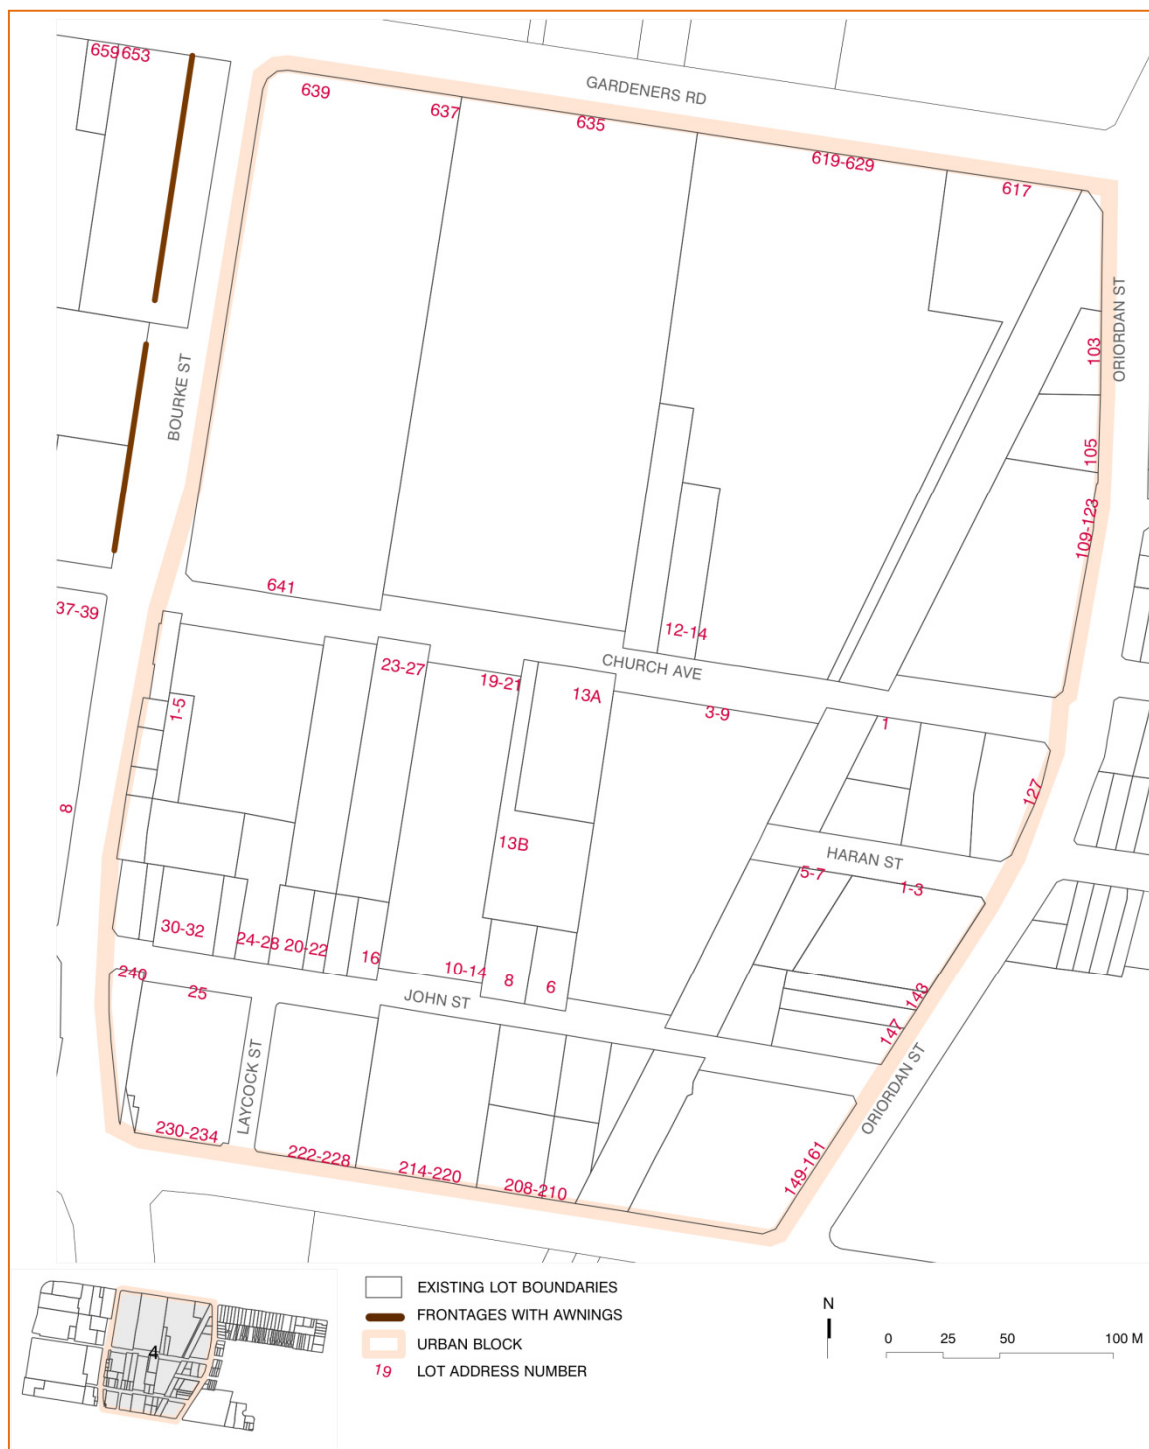 659 653
GARDENERS RD
639
637
635
619-629
617
ORIORDAN ST
103
BOURKE ST
105
109-123
641
37-39
12-14
CHURCH AVE
23-27
19-21
13A
1-5
3-9
1
127
8
13B
HARAN ST
5-7
1-3
30-32
24-28
20-22
16
10-14
8
6
240
25
JOHN ST
143
147
LAYCOCK ST
ORIORDAN ST
230-234
222-228
214-220
208-210
149-161
4
EXISTING LOT BOUNDARIES
FRONTAGES WITH AWNINGS
URBAN BLOCK
19 LOT ADDRESS NUMBER
N
0 25 50 100 M